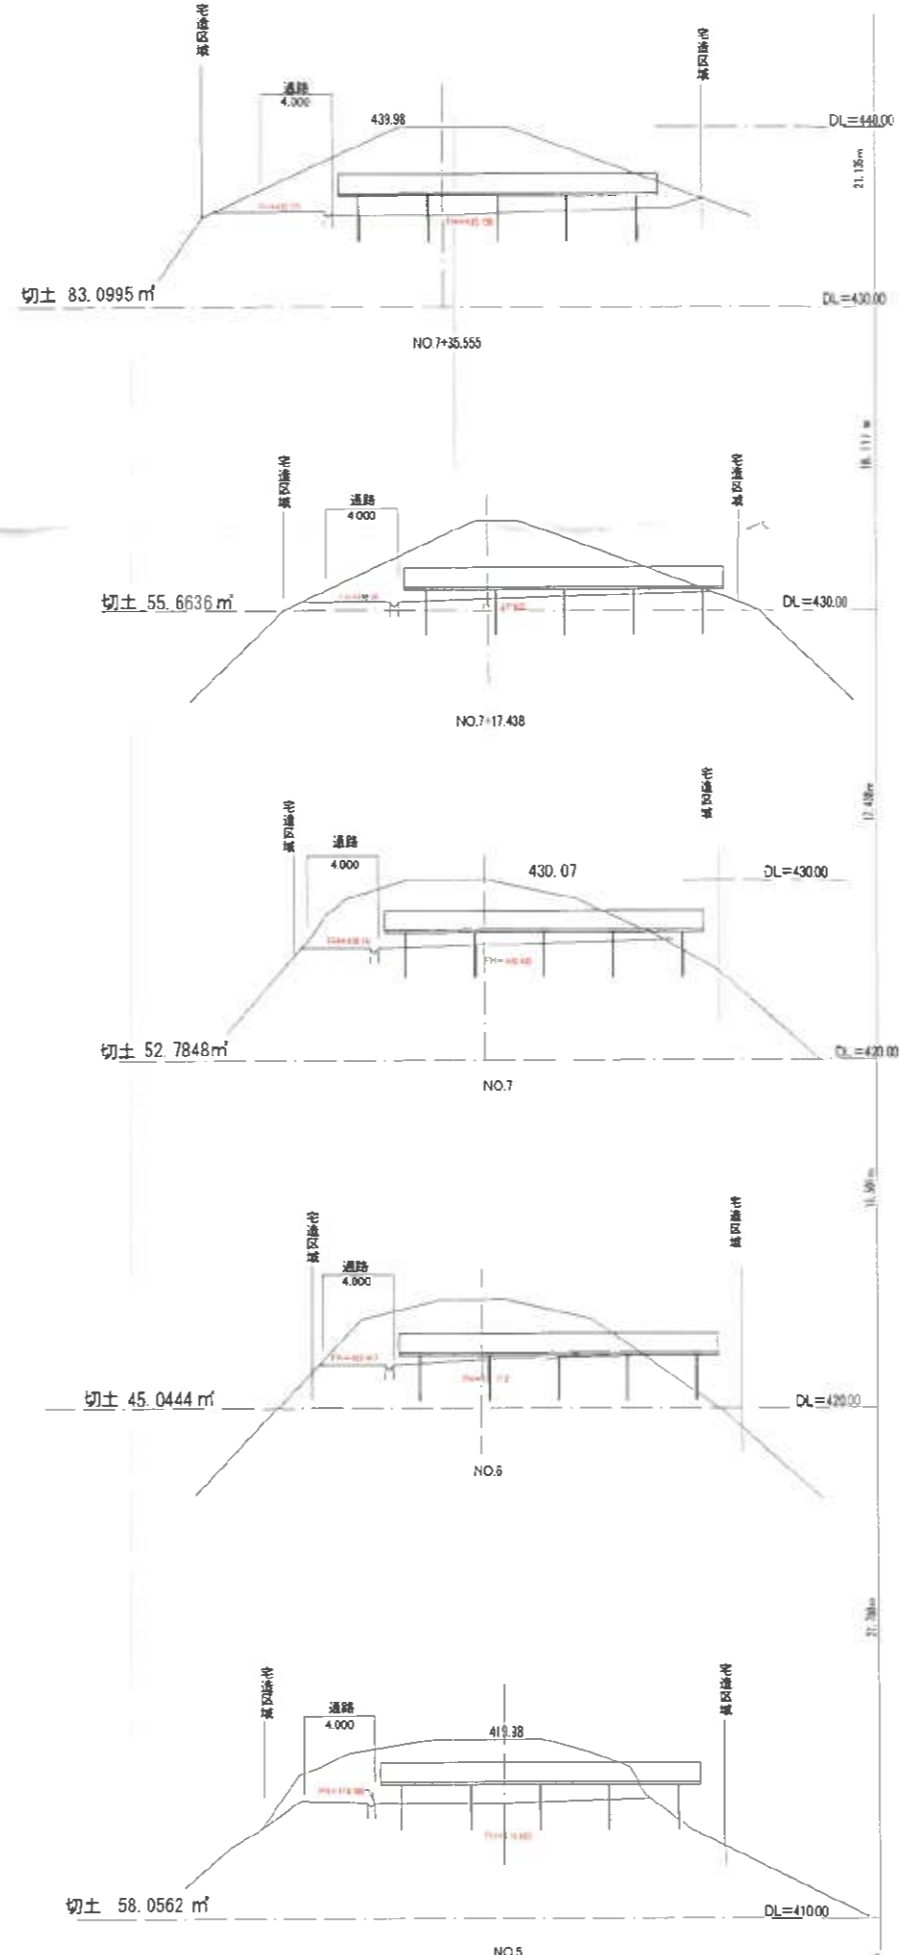 宅造区域
宅造区域
通路
4.000
439.98
DL=440.00
21.135m
切土 83.0995㎡
DL=430.00
NO.7+35.555
宅造区域
宅造区域
通路
4.000
切土 55.6636㎡
DL=430.00
NO.7+17.438
宅造区域
宅造区域
通路
4.000
430.07
DL=430.00
切土 52.7848㎡
DL=420.00
NO.7
宅造区域
宅造区域
通路
4.000
切土 45.0444㎡
DL=420.00
NO.6
宅造区域
宅造区域
通路
4.000
419.38
切土 58.0562㎡
DL=410.00
NO.5